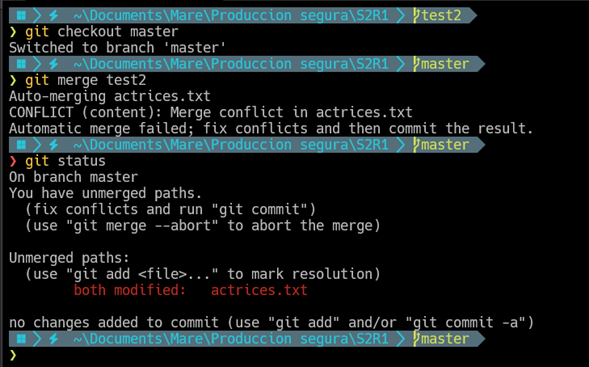 ~\Documents\Mare\Produccion segura\S2R1 test2
❯ git checkout master
Switched to branch 'master'
~\Documents\Mare\Produccion segura\S2R1 master
❯ git merge test2
Auto-merging actrices.txt
CONFLICT (content): Merge conflict in actrices.txt
Automatic merge failed; fix conflicts and then commit the result.
~\Documents\Mare\Produccion segura\S2R1 master
❯ git status
On branch master
You have unmerged paths.
(fix conflicts and run "git commit")
(use "git merge --abort" to abort the merge)
Unmerged paths:
(use "git add <file>..." to mark resolution)
both modified: actrices.txt
no changes added to commit (use "git add" and/or "git commit -a")
~\Documents\Mare\Produccion segura\S2R1 master
❯